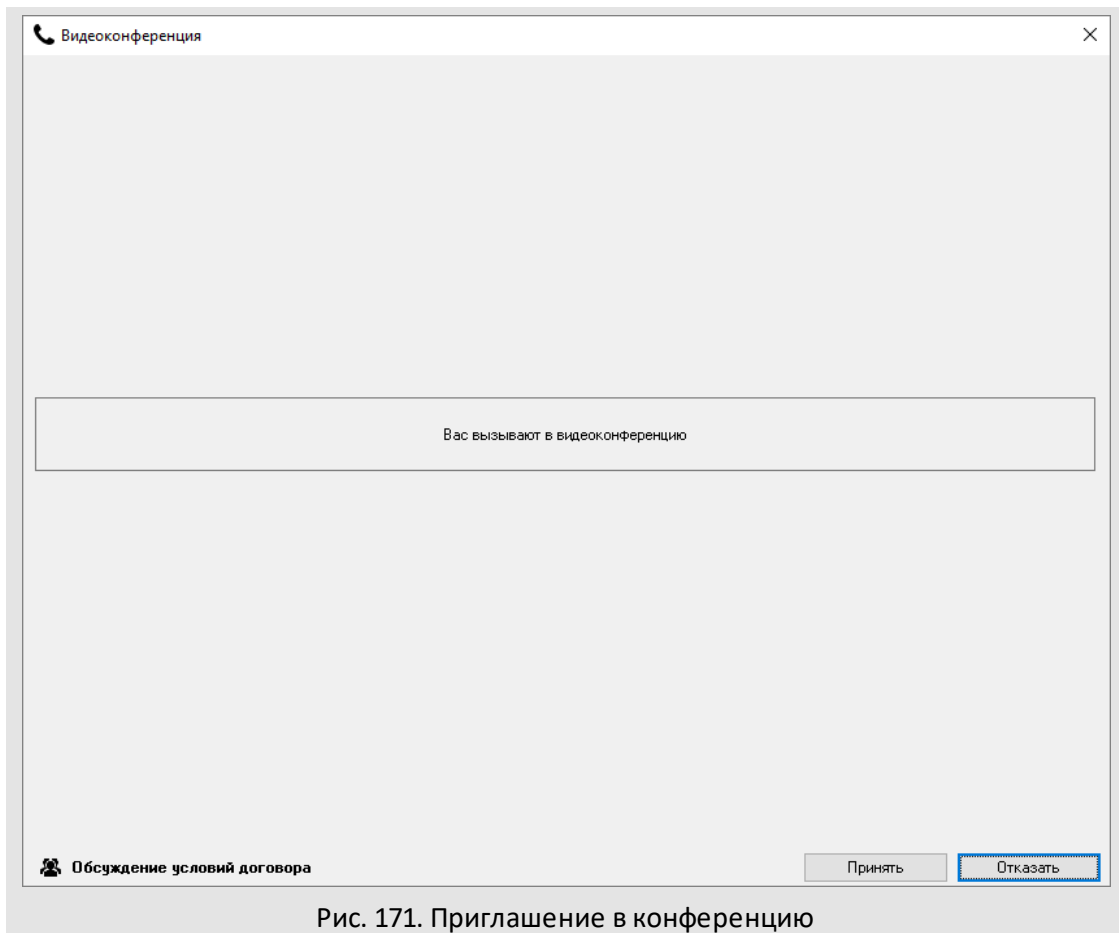 Видеоконференция
Вас вызывают в видеоконференцию
Обсуждение условий договора
Принять
Отказать
Рис. 171. Приглашение в конференцию